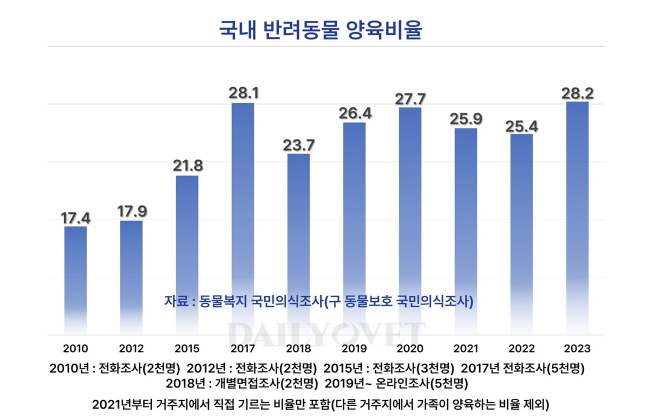 국내 반려동물 양육비율
17.4
17.9
21.8
28.1
23.7
26.4
27.7
25.9
25.4
28.2
자료 : 동물복지 국민의식조사(구 동물보호 국민의식조사)
DAILYVET
2010 2012 2015 2017 2018 2019 2020 2021 2022 2023
2010년 : 전화조사(2천명) 2012년 : 전화조사(2천명) 2015년 : 전화조사(3천명) 2017년 전화조사(5천명)
2018년 : 개별면접조사(2천명) 2019년~ 온라인조사(5천명)
2021년부터 거주지에서 직접 기르는 비율만 포함(다른 거주지에서 가족이 양육하는 비율 제외)